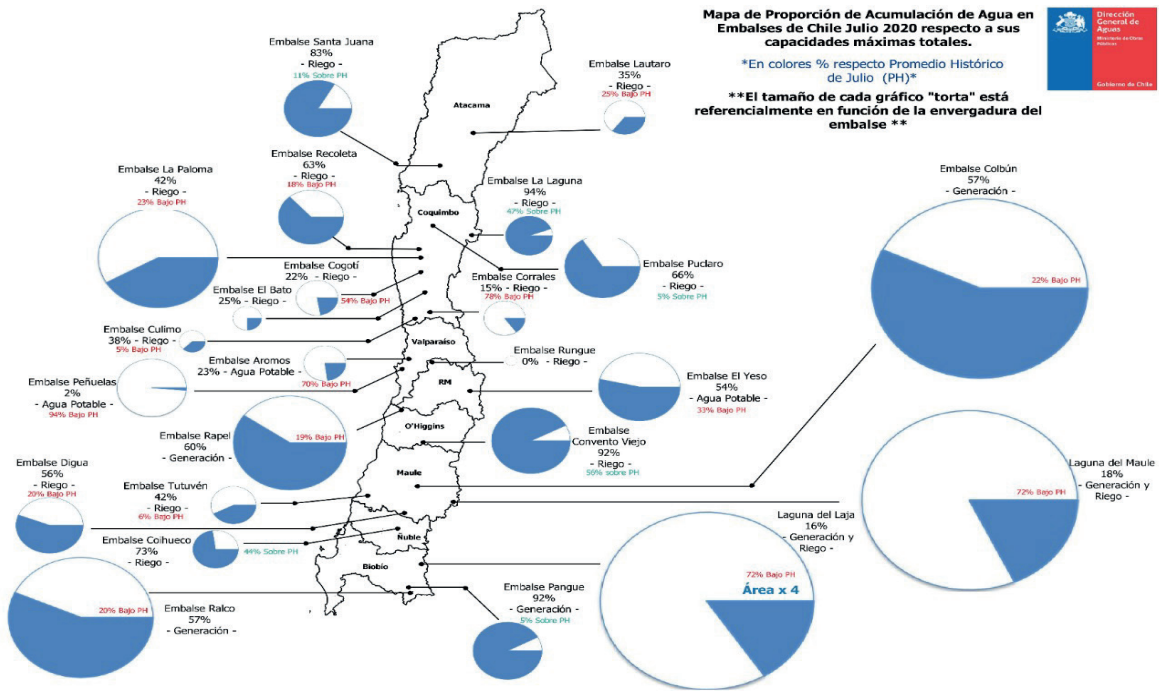 Mapa de Proporción de Acumulación de Agua en
Embalses de Chile Julio 2020 respecto a sus
capacidades máximas totales.
*En colores % respecto Promedio Histórico
de Julio (PH)*
**El tamaño de cada gráfico "torta" está
referencialmente en función de la envergadura del
embalse **
Dirección
General de
Aguas
Ministerio de Obras
Públicas
Gobierno de Chile
Embalse Santa Juana
83%
- Riego -
11% Sobre PH
Embalse Lautaro
35%
- Riego -
25% Bajo PH
Atacama
Embalse Recoleta
63%
- Riego -
18% Bajo PH
Embalse La Paloma
42%
- Riego -
23% Bajo PH
Embalse La Laguna
94%
- Riego -
47% Sobre PH
Embalse Colbún
57%
- Generación -
22% Bajo PH
Coquimbo
Embalse Puclaro
66%
- Riego -
5% Sobre PH
Embalse Cogotí
22% - Riego -
54% Bajo PH
Embalse El Bato
25% - Riego -
Embalse Corrales
15% - Riego -
78% Bajo PH
Embalse Culimo
38% - Riego -
5% Bajo PH
Valparaíso
Embalse Aromos
23% - Agua Potable -
70% Bajo PH
Embalse Rungue
0% - Riego -
Embalse Peñuelas
2%
- Agua Potable -
94% Bajo PH
RM
Embalse El Yeso
54%
- Agua Potable -
33% Bajo PH
Embalse Rapel
60%
- Generación -
19% Bajo PH
O'Higgins
Embalse
Convento Viejo
92%
- Riego -
56% sobre PH
Embalse Digua
56%
- Riego -
20% Bajo PH
Maule
Laguna del Maule
18%
- Generación y
Riego -
72% Bajo PH
Embalse Tutuvén
42%
- Riego -
6% Bajo PH
Embalse Coihueco
73%
- Riego -
44% Sobre PH
Ñuble
Laguna del Laja
16%
- Generación y
Riego -
72% Bajo PH
Área x 4
Biobío
Embalse Ralco
57%
- Generación -
20% Bajo PH
Embalse Pangue
92%
- Generación -
5% Sobre PH